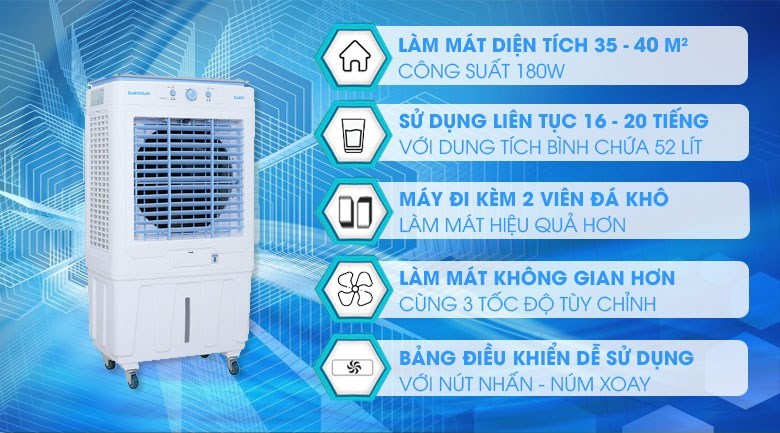 LÀM MÁT DIỆN TÍCH 35 - 40 M²
CÔNG SUẤT 180W
SỬ DỤNG LIÊN TỤC 16 - 20 TIẾNG
VỚI DUNG TÍCH BÌNH CHỨA 52 LÍT
MÁY ĐI KÈM 2 VIÊN ĐÁ KHÔ
LÀM MÁT HIỆU QUẢ HƠN
LÀM MÁT KHÔNG GIAN HƠN
CÙNG 3 TỐC ĐỘ TÙY CHỈNH
BẢNG ĐIỀU KHIỂN DỄ SỬ DỤNG
VỚI NÚT NHẤN - NÚM XOAY